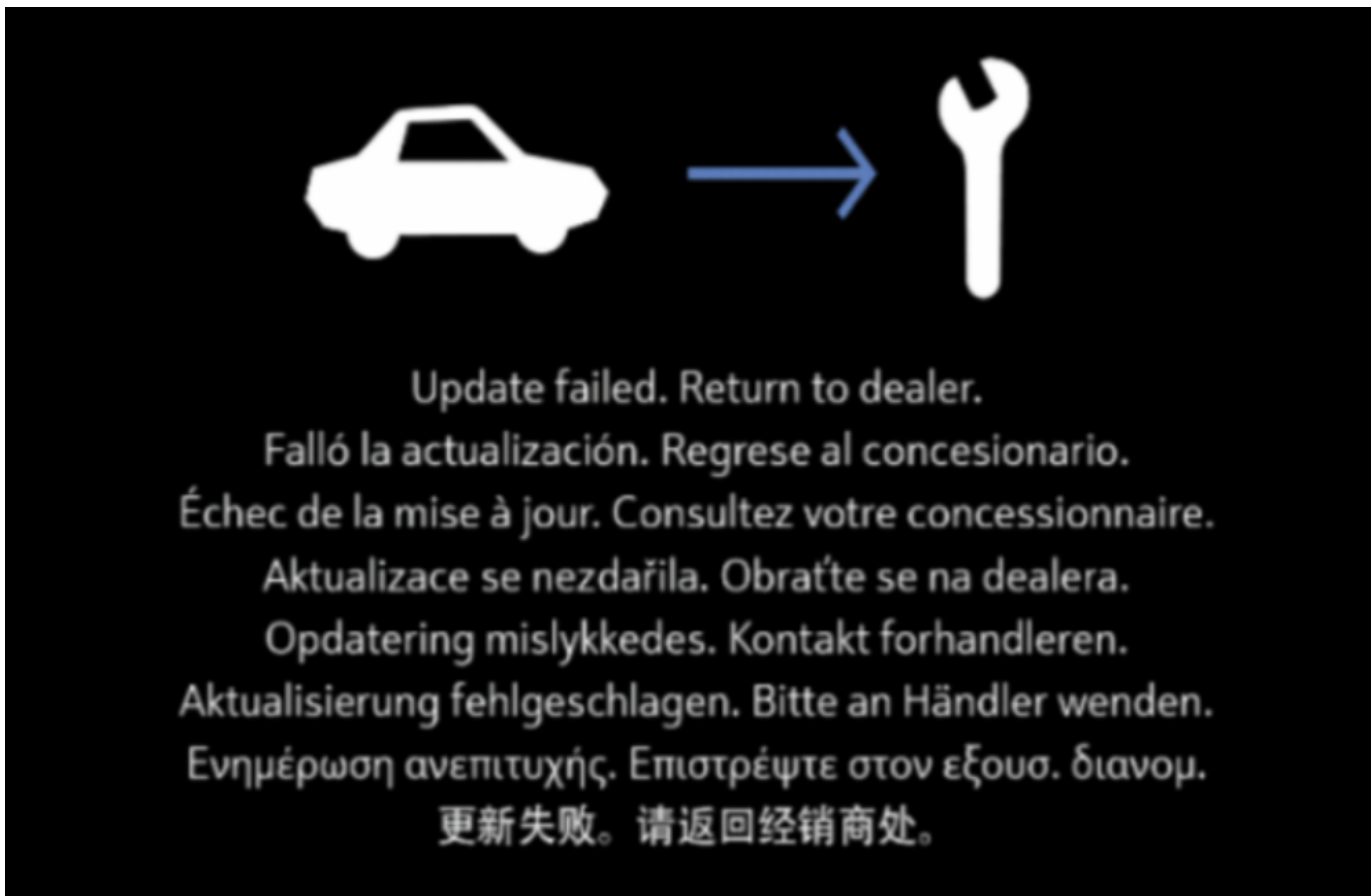 Update failed. Return to dealer.
Falló la actualización. Regrese al concesionario.
Échec de la mise à jour. Consultez votre concessionnaire.
Aktualizace se nezdařila. Obraťte se na dealera.
Opdatering mislykkedes. Kontakt forhandleren.
Aktualisierung fehlgeschlagen. Bitte an Händler wenden.
Ενημέρωση ανεπιτυχής. Επιστρέψτε στον εξουσ. διανομ.
更新失败。请返回经销商处。